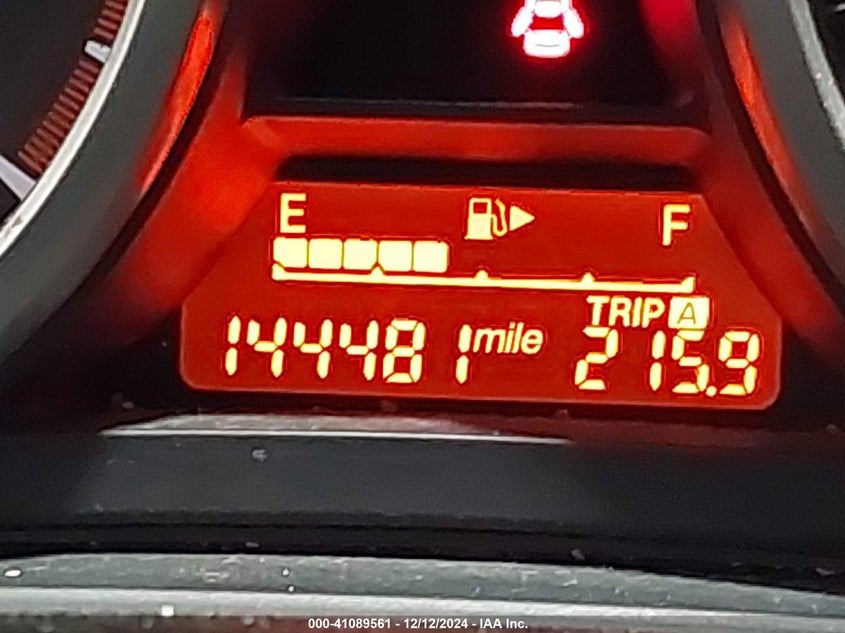 E F
TRIP A
144481 mile 215.9
000-41089561 - 12/12/2024 - IAA Inc.